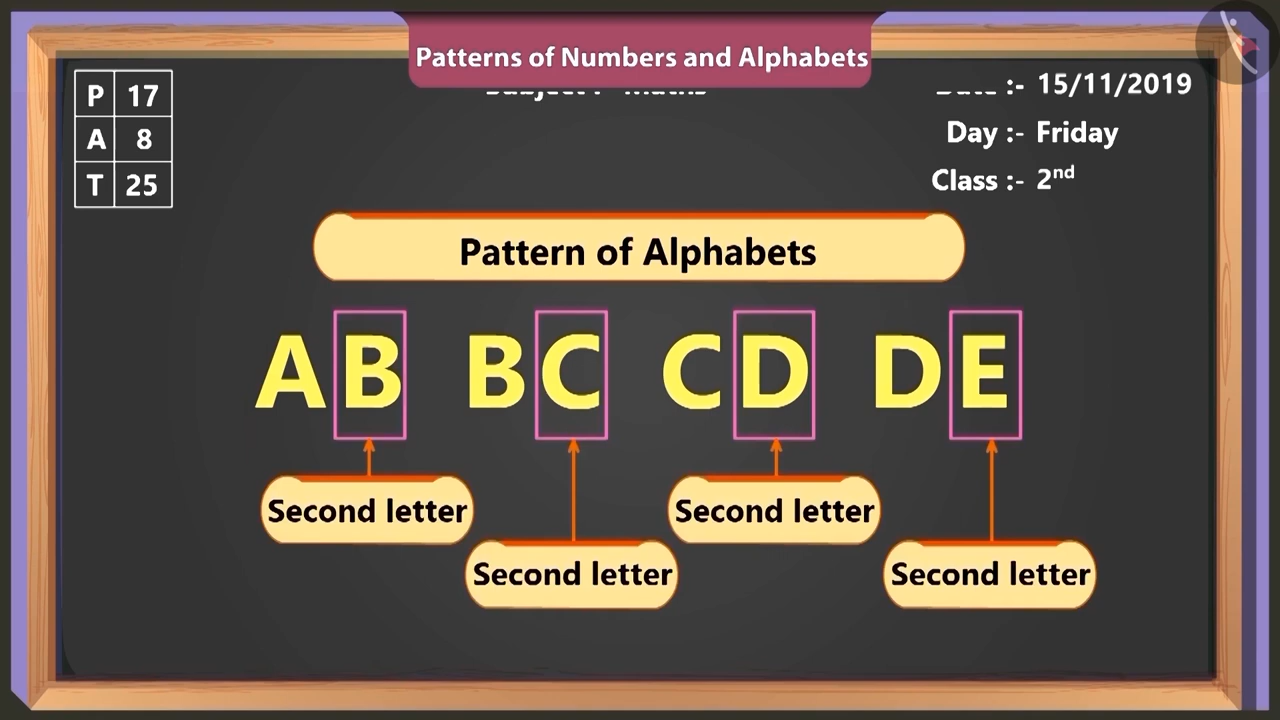 Patterns of Numbers and Alphabets
P 17
A 8
T 25
:- 15/11/2019
Day :- Friday
Class :- 2nd
Pattern of Alphabets
AB BC CD DE
Second letter
Second letter
Second letter
Second letter